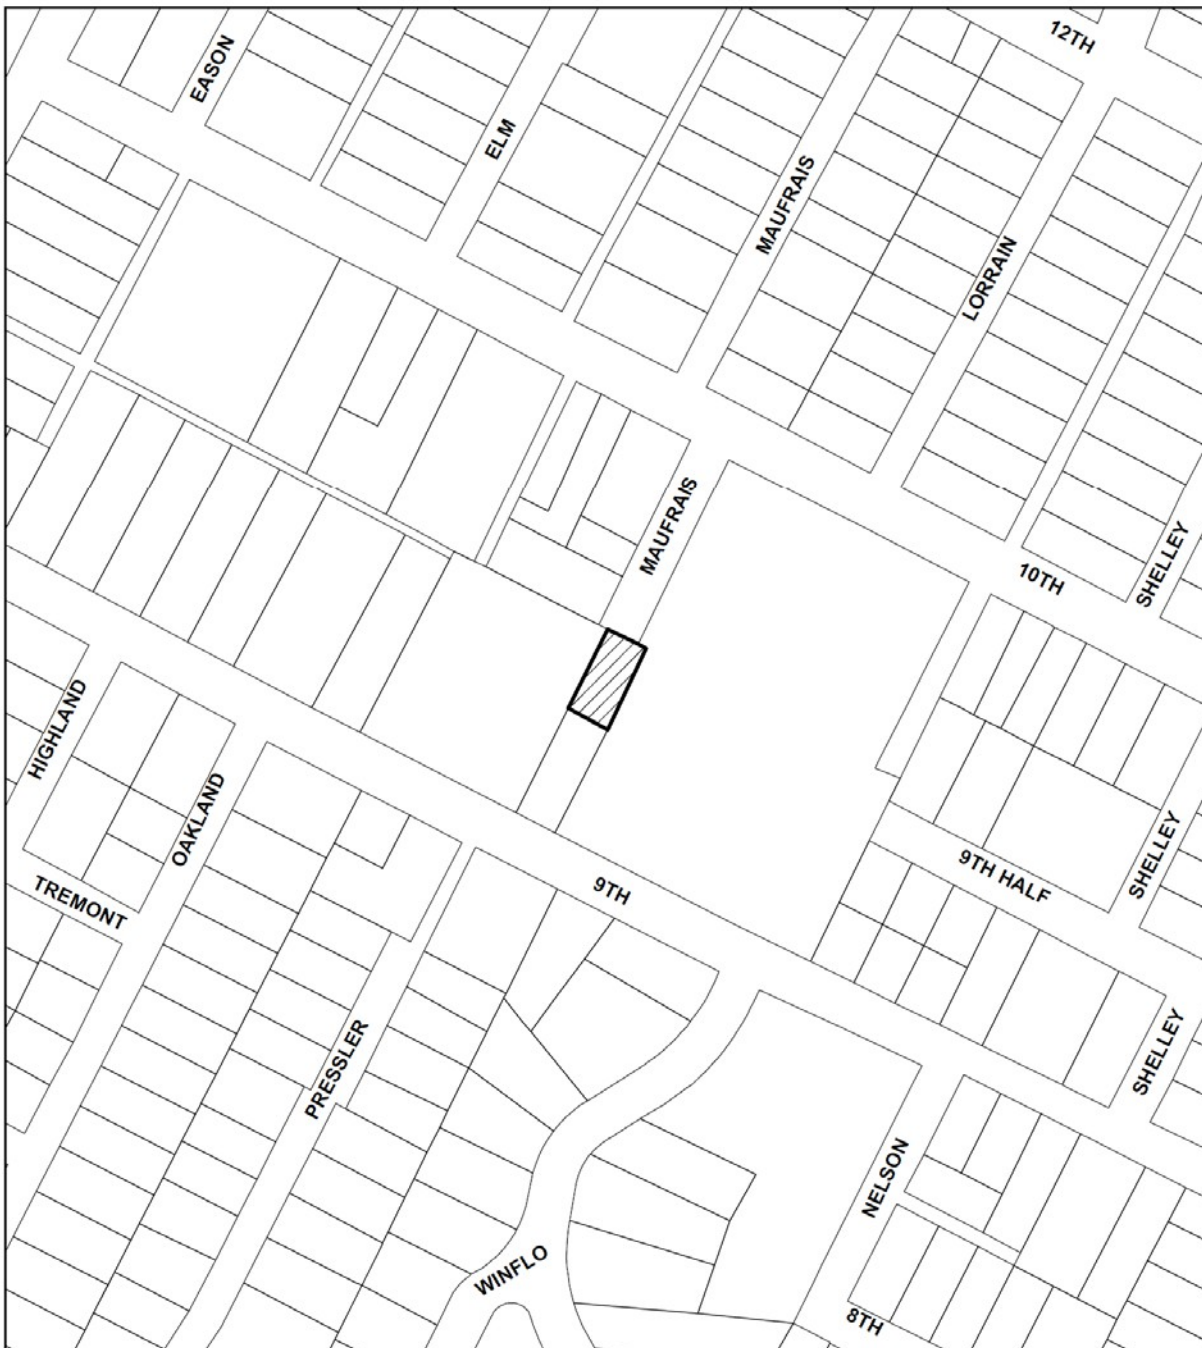 12TH
EASON
ELM
MAUFRAIS
LORRAIN
MAUFRAIS
10TH
SHELLEY
HIGHLAND
OAKLAND
SHELLEY
9TH HALF
9TH
TREMONT
PRESSLER
SHELLEY
NELSON
WINFLO
8TH